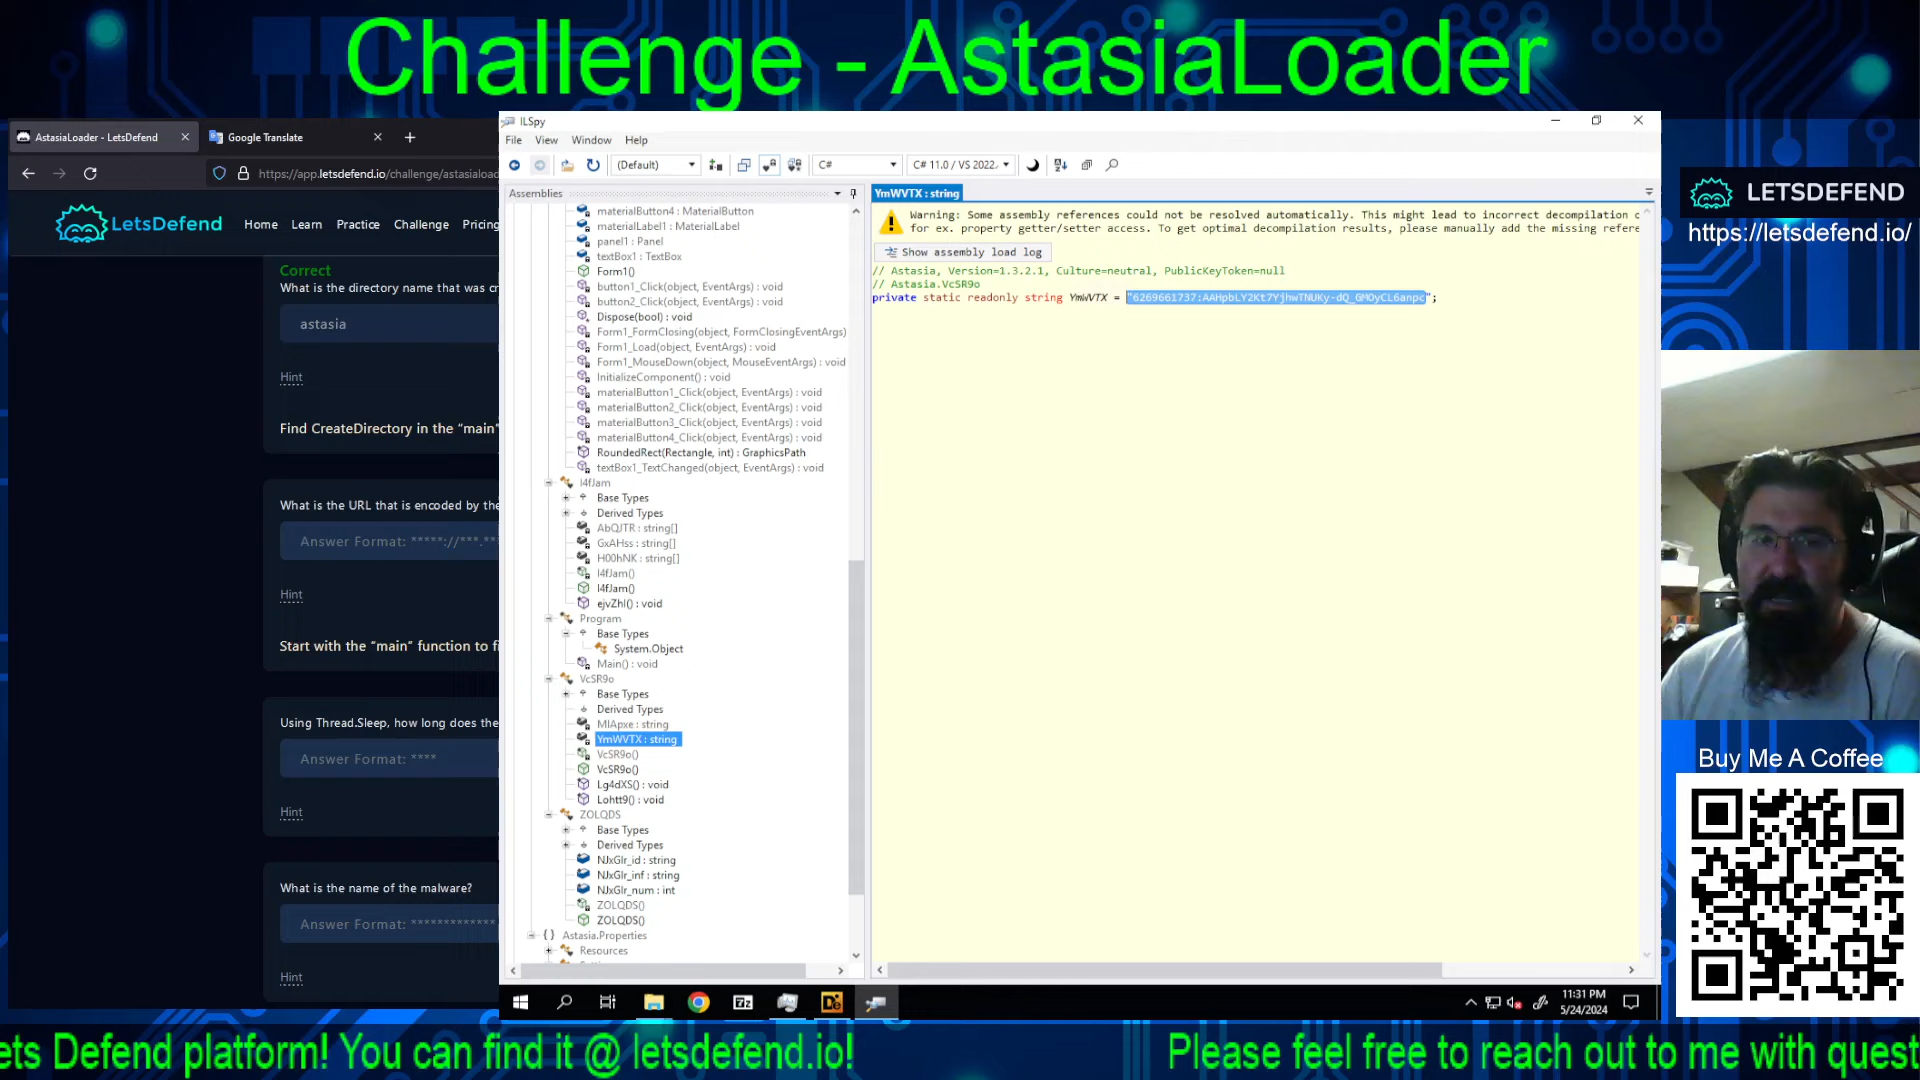 Challenge - AstasiaLoader
AstasiaLoader - LetsDefend
Google Translate
https://app.letsdefend.io/challenge/astasialoa
LetsDefend
Home
Learn
Practice
Challenge
Pricing
Correct
What is the directory name that was cr
astasia
Hint
Find CreateDirectory in the “main”
What is the URL that is encoded by the
Answer Format: *****://***.**
Hint
Start with the “main” function to fi
Using Thread.Sleep, how long does the
Answer Format: ****
Hint
What is the name of the malware?
Answer Format: *************
Hint
ILSpy
File
View
Window
Help
(Default)
C#
C# 11.0 / VS 2022.
Assemblies
materialButton4 : MaterialButton
materialLabel1 : MaterialLabel
panel1 : Panel
textBox1 : TextBox
Form1()
button1_Click(object, EventArgs) : void
button2_Click(object, EventArgs) : void
Dispose(bool) : void
Form1_FormClosing(object, FormClosingEventArgs)
Form1_Load(object, EventArgs) : void
Form1_MouseDown(object, MouseEventArgs) : void
InitializeComponent() : void
materialButton1_Click(object, EventArgs) : void
materialButton2_Click(object, EventArgs) : void
materialButton3_Click(object, EventArgs) : void
materialButton4_Click(object, EventArgs) : void
RoundedRect(Rectangle, int) : GraphicsPath
textBox1_TextChanged(object, EventArgs) : void
I4fJam
Base Types
Derived Types
AbQJTR : string[]
GxAHss : string[]
H00hNK : string[]
I4fJam()
I4fJam()
ejvZhI() : void
Program
Base Types
System.Object
Main() : void
VcSR9o
Base Types
Derived Types
MIApxe : string
YmWVTX : string
VcSR9o()
VcSR9o()
Lg4dXS() : void
Lohtt9() : void
ZOLQDS
Base Types
Derived Types
NJxGlr_id : string
NJxGlr_inf : string
NJxGlr_num : int
ZOLQDS()
ZOLQDS()
{ } Astasia.Properties
Resources
YmWVTX : string
Warning: Some assembly references could not be resolved automatically. This might lead to incorrect decompilation
for ex. property getter/setter access. To get optimal decompilation results, please manually add the missing refere
Show assembly load log
// Astasia, Version=1.3.2.1, Culture=neutral, PublicKeyToken=null
// Astasia.VcSR9o
private static readonly string YmWVTX = "6269661737:AAHpbLY2Kt7YjhwTNUKy-dQ_GMOyCL6anpc";
11:31 PM
5/24/2024
LETSDEFEND
https://letsdefend.io/
Buy Me A Coffee
ets Defend platform! You can find it @ letsdefend.io!
Please feel free to reach out to me with quest